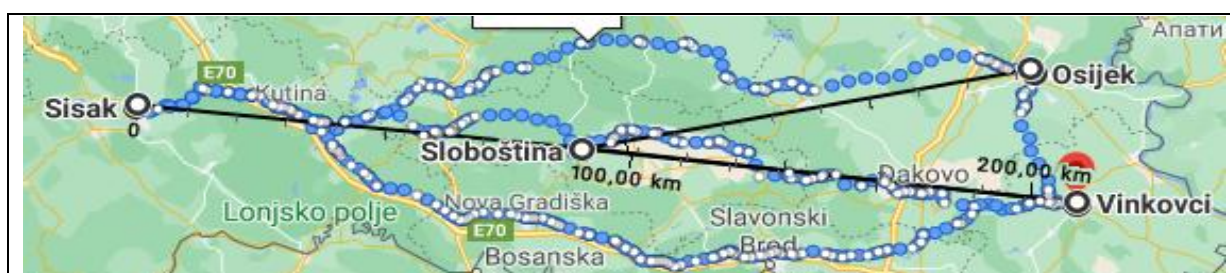 Апати
E70
Osijek
Kutina
Sisak
0
Sloboština
100,00 km
Đakovo
200,00 km
Nova Gradiška
Vinkovci
Lonjsko polje
E70
Slavonski
Brod
Bosanska